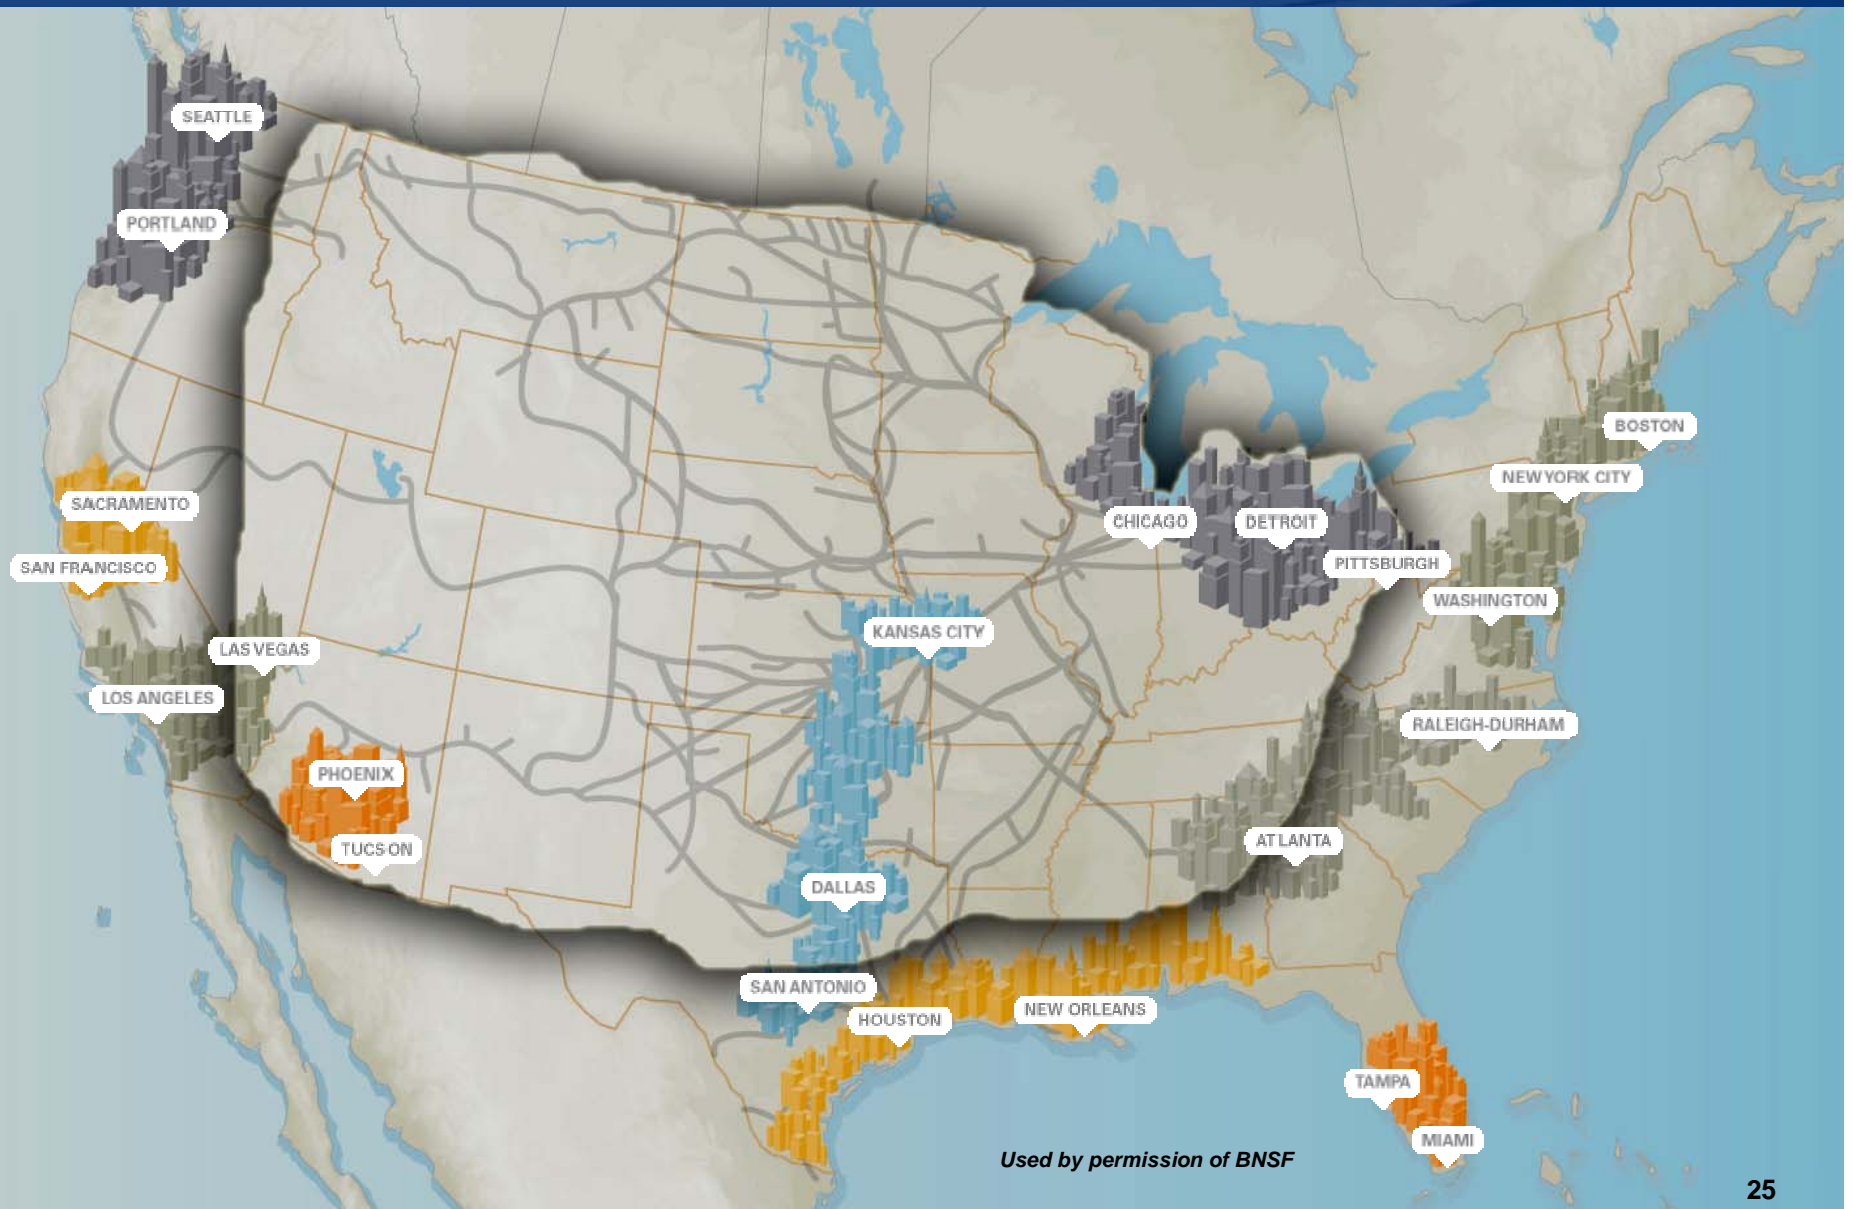 SEATTLE
PORTLAND
BOSTON
NEW YORK CITY
SACRAMENTO
CHICAGO
DETROIT
PITTSBURGH
SAN FRANCISCO
WASHINGTON
KANSAS CITY
LAS VEGAS
LOS ANGELES
RALEIGH-DURHAM
PHOENIX
ATLANTA
TUCSON
DALLAS
SAN ANTONIO
NEW ORLEANS
HOUSTON
TAMPA
MIAMI
Used by permission of BNSF
25